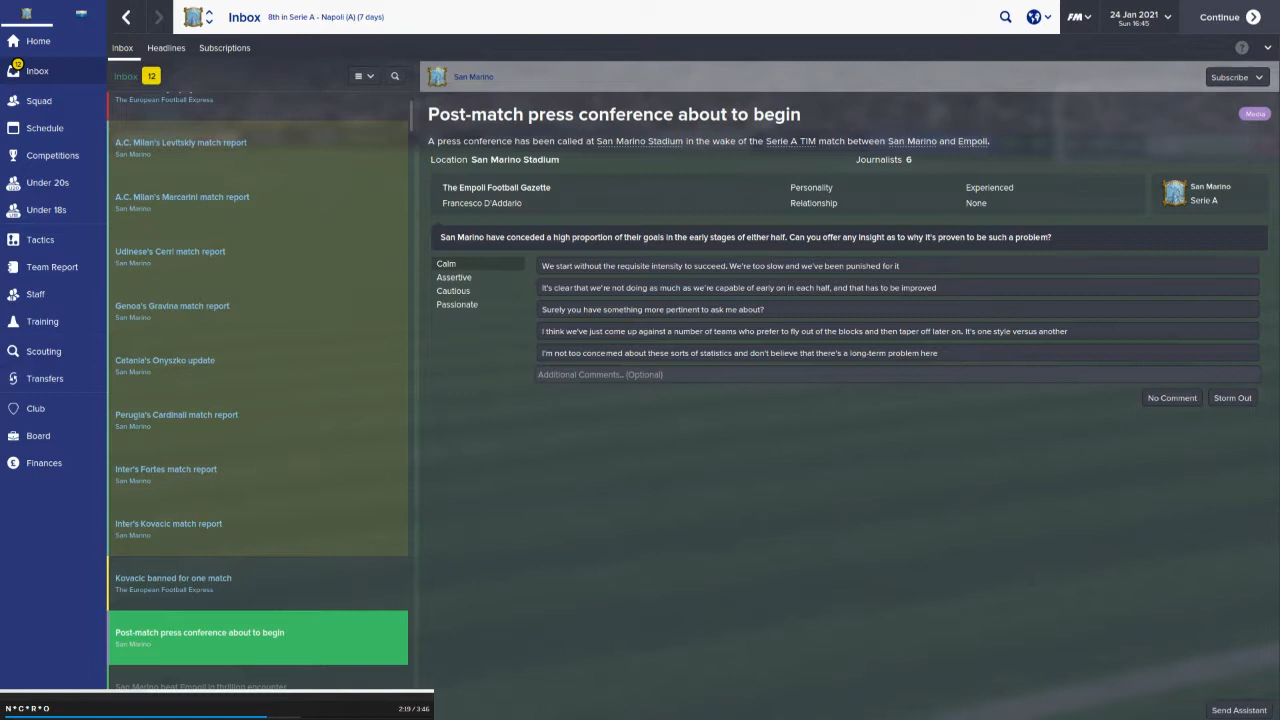 Inbox
8th in Serie A - Napoli (A) (7 days)
FM
24 Jan 2021
Sun 16:45
Continue
Home
12
Inbox
Squad
Schedule
Competitions
Under 20s
Under 18s
Tactics
Team Report
Staff
Training
Scouting
Transfers
Club
Board
Finances
Inbox Headlines Subscriptions
?
Inbox 12
The European Football Express
A.C. Milan's Levitskiy match report
San Marino
A.C. Milan's Marcarini match report
San Marino
Udinese's Cerri match report
San Marino
Genoa's Gravina match report
San Marino
Catania's Onyszko update
San Marino
Perugia's Cardinali match report
San Marino
Inter's Fortes match report
San Marino
Inter's Kovacic match report
San Marino
Kovacic banned for one match
The European Football Express
Post-match press conference about to begin
San Marino
San Marino beat Empoli in thrilling encounter
San Marino
Subscribe
Post-match press conference about to begin
Media
A press conference has been called at San Marino Stadium in the wake of the Serie A TIM match between San Marino and Empoli.
Location San Marino Stadium Journalists 6
The Empoli Football Gazette Personality Experienced
Francesco D'Addario Relationship None
San Marino
Serie A
San Marino have conceded a high proportion of their goals in the early stages of either half. Can you offer any insight as to why it's proven to be such a problem?
Calm
Assertive
Cautious
Passionate
We start without the requisite intensity to succeed. We're too slow and we've been punished for it
It's clear that we're not doing as much as we're capable of early on in each half, and that has to be improved
Surely you have something more pertinent to ask me about?
I think we've just come up against a number of teams who prefer to fly out of the blocks and then taper off later on. It's one style versus another
I'm not too concerned about these sorts of statistics and don't believe that there's a long-term problem here
Additional Comments.. (Optional)
No Comment Storm Out
N*C*R*O
2:19 / 3:46
Send Assistant